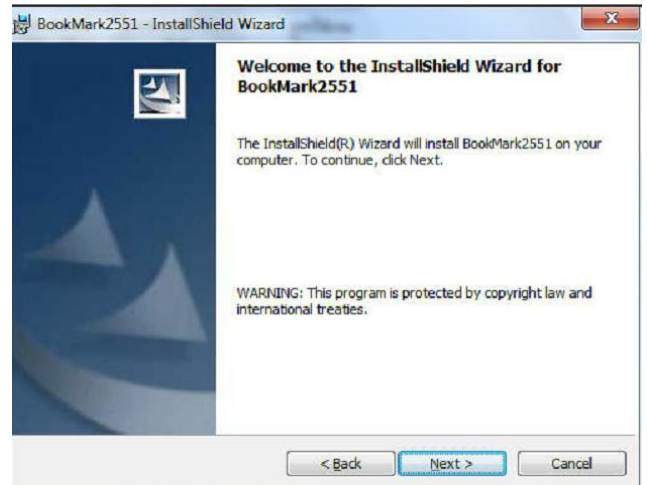 BookMark2551 - InstallShield Wizard
Welcome to the InstallShield Wizard for
BookMark2551
The InstallShield(R) Wizard will install BookMark2551 on your
computer. To continue, click Next.
WARNING: This program is protected by copyright law and
international treaties.
< Back Next > Cancel